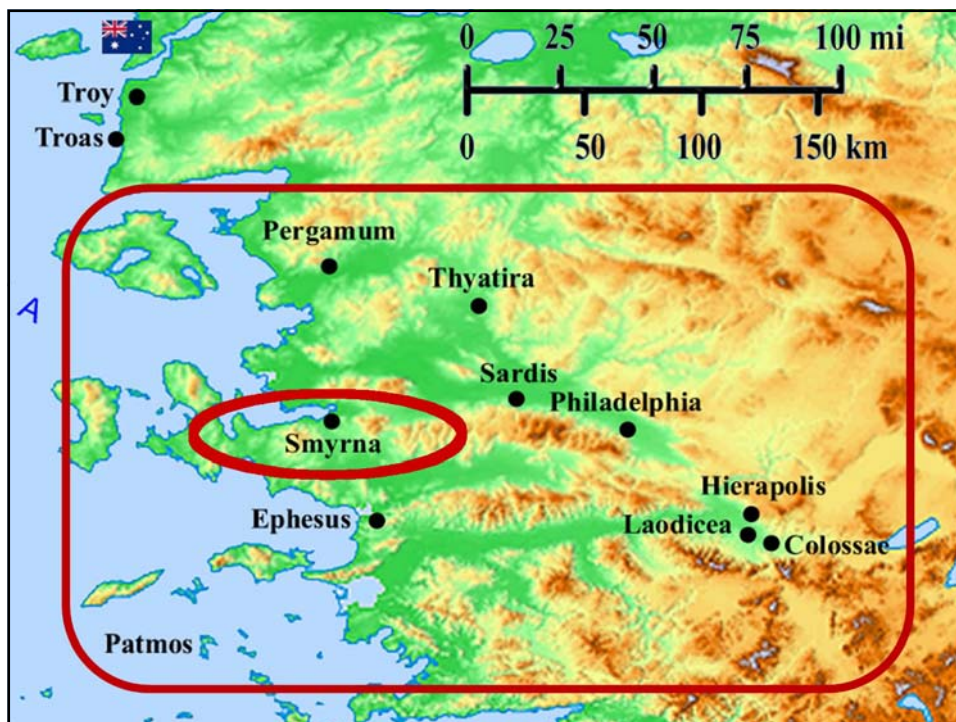 0 25 50 75 100 mi
0 50 100 150 km
Troy
Troas
Pergamum
Thyatira
A
Sardis
Philadelphia
Smyrna
Hierapolis
Ephesus
Laodicea
Colossae
Patmos